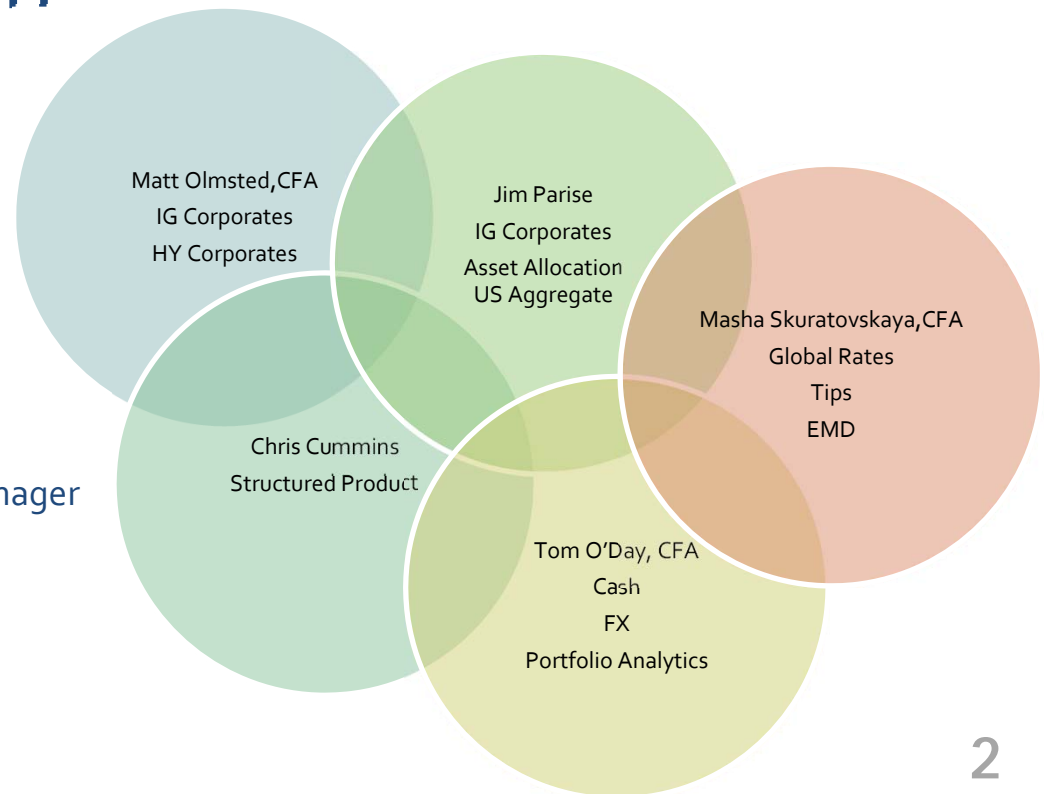 Matt Olmsted,CFA
IG Corporates
HY Corporates
Jim Parise
IG Corporates
Asset Allocation
US Aggregate
Masha Skuratovskaya,CFA
Global Rates
Tips
EMD
Chris Cummins
Structured Product
Tom O'Day, CFA
Cash
FX
Portfolio Analytics
2